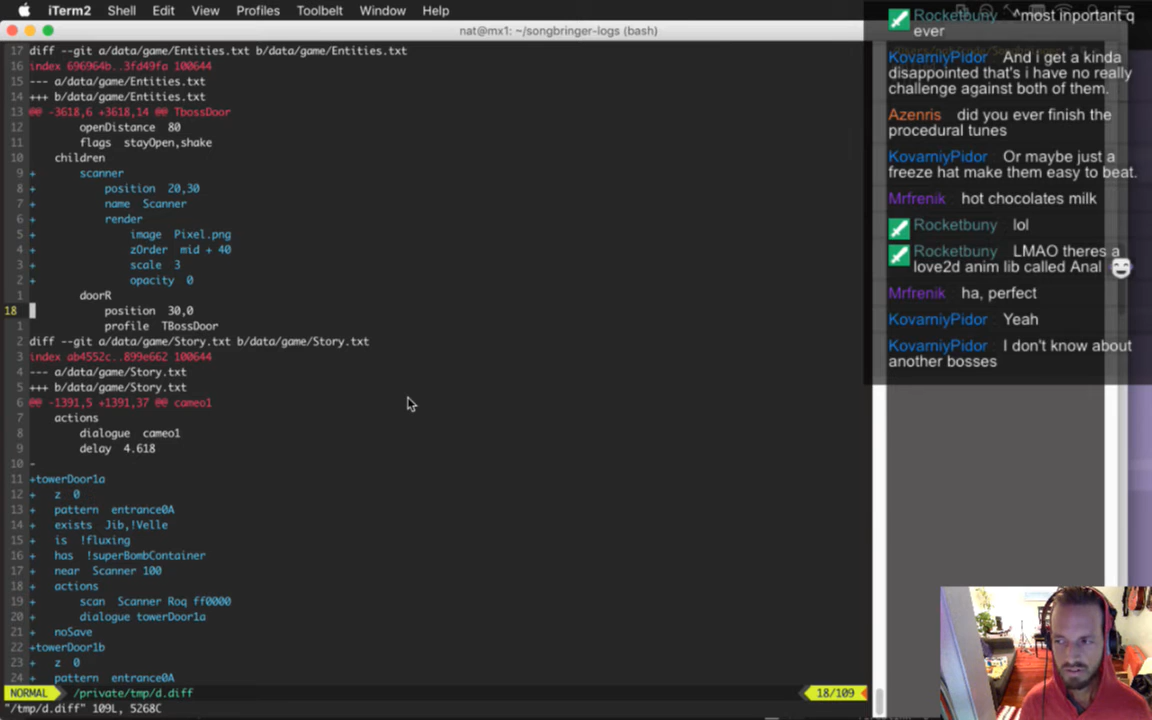 iTerm2 Shell Edit View Profiles Toolbelt Window Help
nat@mx1: ~/songbringer-logs (bash)
17 diff --git a/data/game/Entities.txt b/data/game/Entities.txt
16 index 696964b..3fd49fa 100644
15 --- a/data/game/Entities.txt
14 +++ b/data/game/Entities.txt
13 @@ -3618,6 +3618,14 @@ TbossDoor
12 openDistance 80
11 flags stayOpen,shake
10 children
9 + scanner
8 + position 20,30
7 + name Scanner
6 + render
5 + image Pixel.png
4 + zOrder mid + 40
3 + scale 3
2 + opacity 0
1 doorR
18 position 30,0
1 profile TBossDoor
2 diff --git a/data/game/Story.txt b/data/game/Story.txt
3 index ab4552c..899e662 100644
4 --- a/data/game/Story.txt
5 +++ b/data/game/Story.txt
6 @@ -1391,5 +1391,37 @@ cameo1
7 actions
8 dialogue cameo1
9 delay 4.618
10 -
11 +towerDoor1a
12 + z 0
13 + pattern entrance0A
14 + exists Jib,!Velle
15 + is !fluxing
16 + has !superBombContainer
17 + near Scanner 100
18 + actions
19 + scan Scanner Roq ff0000
20 + dialogue towerDoor1a
21 + noSave
22 +towerDoor1b
23 + z 0
24 + pattern entrance0A
NORMAL /private/tmp/d.diff 18/109
"/tmp/d.diff" 109L, 5268C
Rocketbuny ^most inportant q
ever
KovarniyPidor And i get a kinda
disappointed that's i have no really
challenge against both of them.
Azenris did you ever finish the
procedural tunes
KovarniyPidor Or maybe just a
freeze hat make them easy to beat.
Mrfrenik hot chocolates milk
Rocketbuny lol
Rocketbuny LMAO theres a
love2d anim lib called Anal
Mrfrenik ha, perfect
KovarniyPidor Yeah
KovarniyPidor I don't know about
another bosses